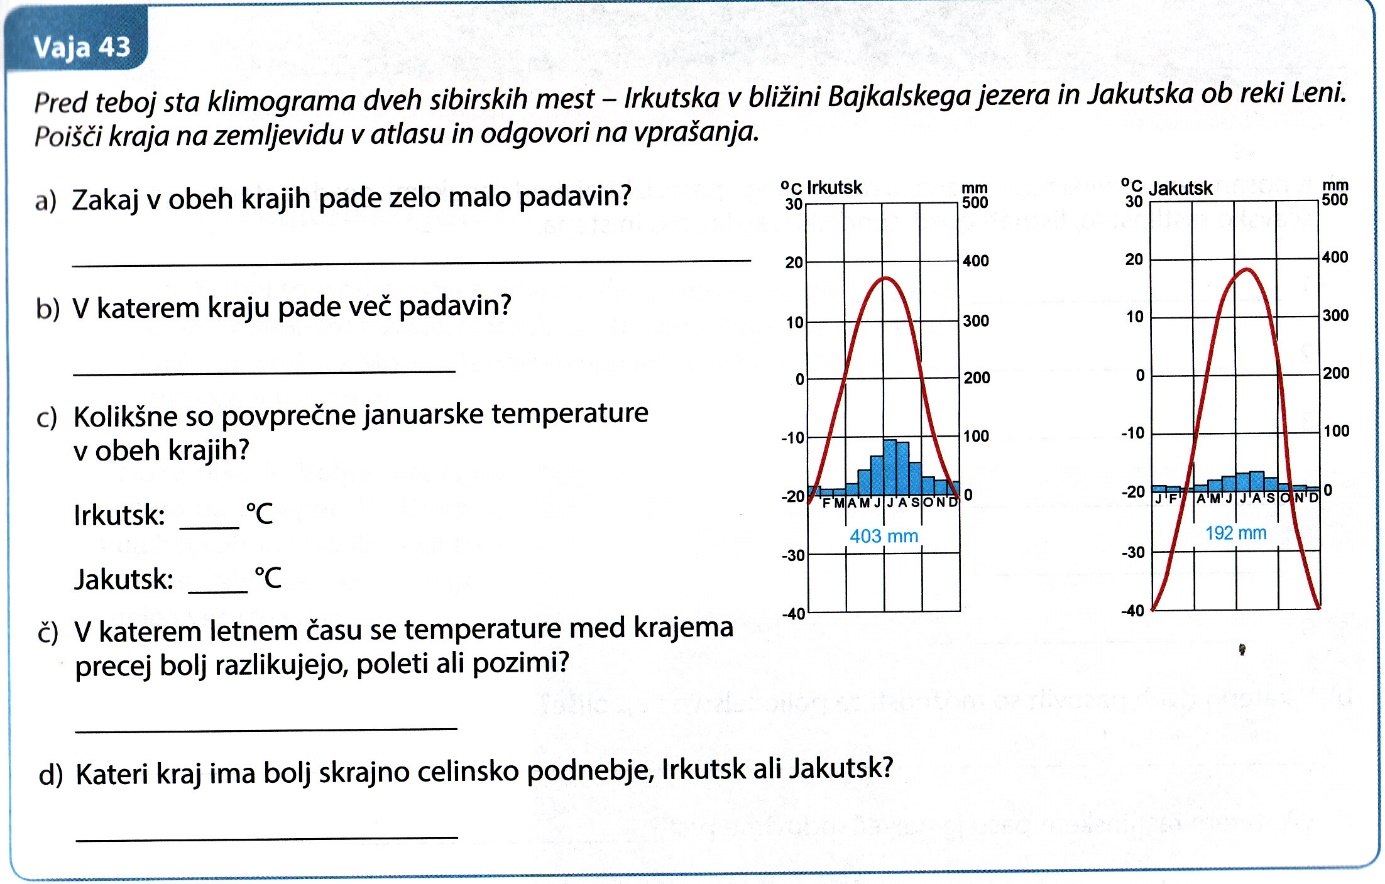 Vaja 43
Pred teboj sta klimograma dveh sibirskih mest – Irkutska v bližini Bajkalskega jezera in Jakutska ob reki Leni.
Poišči kraja na zemljevidu v atlasu in odgovori na vprašanja.
a) Zakaj v obeh krajih pade zelo malo padavin?
b) V katerem kraju pade več padavin?
c) Kolikšne so povprečne januarske temperature
v obeh krajih?
Irkutsk: _____ °C
Jakutsk: _____ °C
č) V katerem letnem času se temperature med krajema
precej bolj razlikujejo, poleti ali pozimi?
d) Kateri kraj ima bolj skrajno celinsko podnebje, Irkutsk ali Jakutsk?
°C Irkutsk mm
30 500
20 400
10 300
0 200
-10 100
-20 0
F M A M J J A S O N D
403 mm
-30
-40
°C Jakutsk mm
30 500
20 400
10 300
0 200
-10 100
-20 0
J F A M J J A S O N D
192 mm
-30
-40